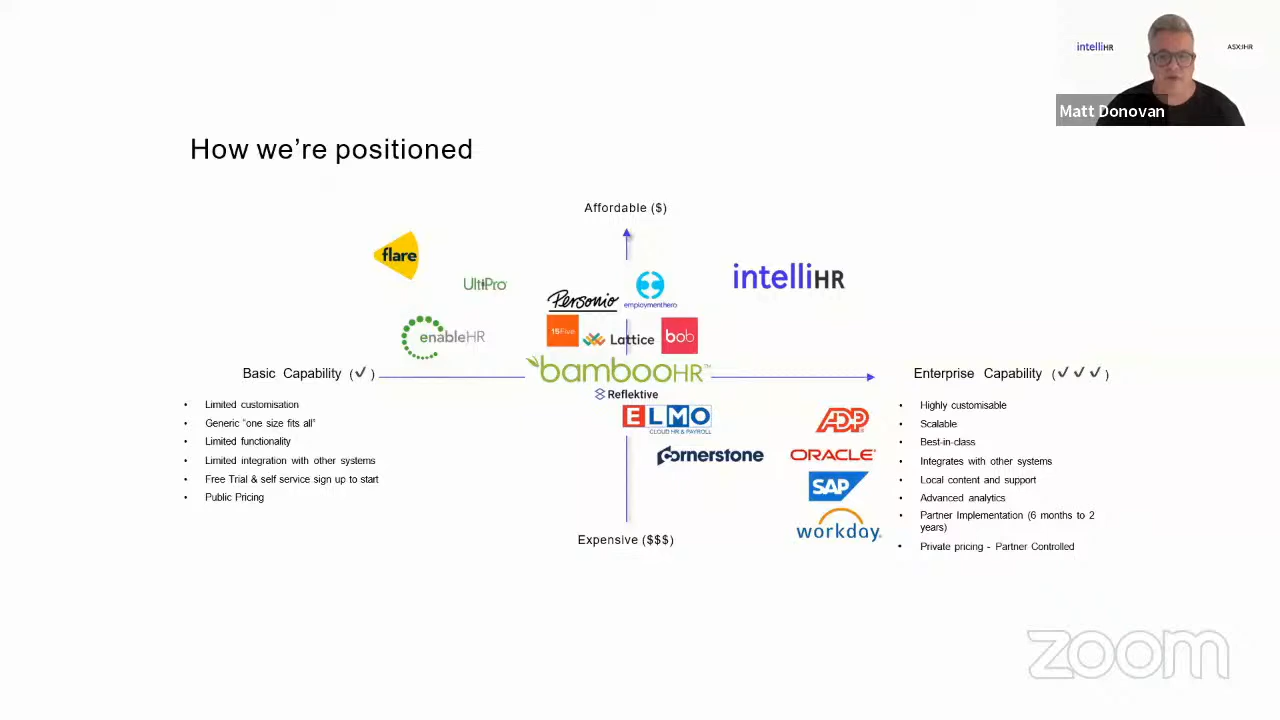 intelliHR
ASX:IHR
Matt Donovan
How we're positioned
Affordable ($)
flare
UltiPro
Personio
employmenthero
intelliHR
enableHR
15Five
Lattice
bob
bambooHR™
Basic Capability (✓)
Enterprise Capability (✓✓✓)
Reflektive
• Limited customisation
• Generic "one size fits all"
• Limited functionality
• Limited integration with other systems
• Free Trial & self service sign up to start
• Public Pricing
ELMO
CLOUD HR & PAYROLL
Cornerstone
ADP
ORACLE
SAP
workday
• Highly customisable
• Scalable
• Best-in-class
• Integrates with other systems
• Local content and support
• Advanced analytics
• Partner Implementation (6 months to 2
years)
• Private pricing - Partner Controlled
Expensive ($$$)
zoom